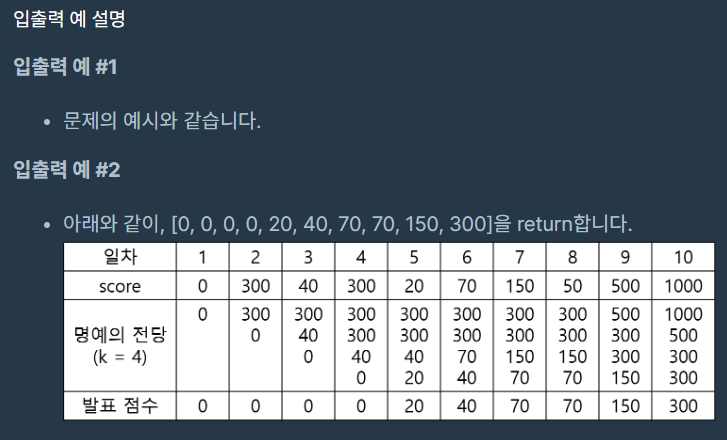 입출력 예 설명
입출력 예 #1
• 문제의 예시와 같습니다.
입출력 예 #2
• 아래와 같이, [0, 0, 0, 0, 20, 40, 70, 70, 150, 300]을 return합니다.
일차 1 2 3 4 5 6 7 8 9 10
score 0 300 40 300 20 70 150 50 500 1000
0 300 300 300 300 300 300 300 500 1000
명예의 전당 0 40 300 300 300 300 300 300 500
(k = 4) 0 40 40 70 150 150 300 300
0 20 40 70 70 150 300
발표 점수 0 0 0 0 20 40 70 70 150 300